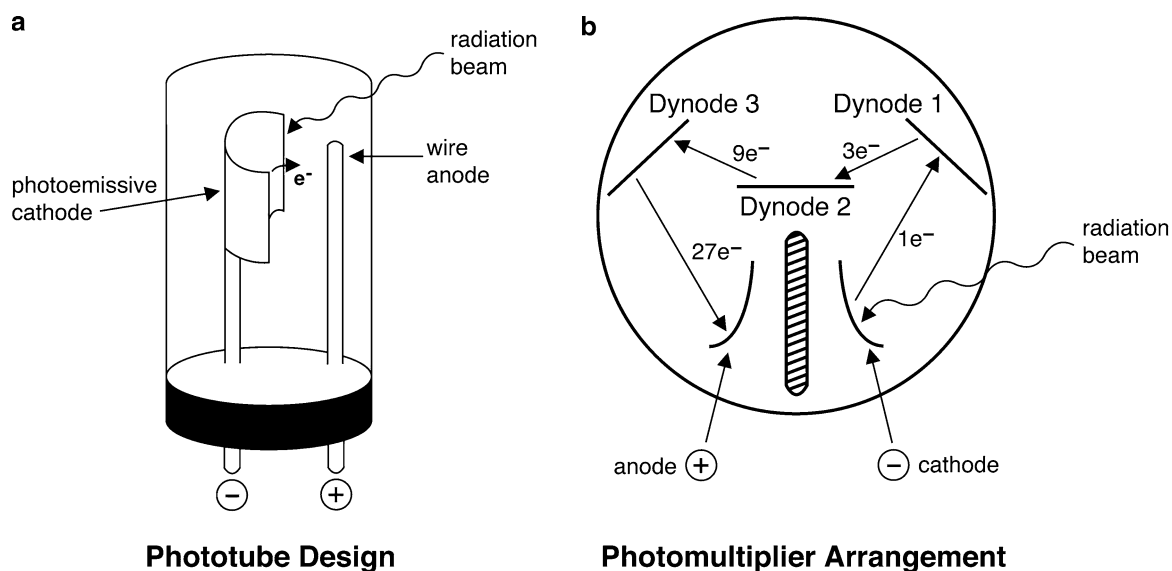 a
radiation
beam
wire
anode
e-
photoemissive
cathode
−
+
Phototube Design
b
Dynode 3
Dynode 1
9e−
3e−
Dynode 2
27e−
1e−
radiation
beam
anode +
− cathode
Photomultiplier Arrangement